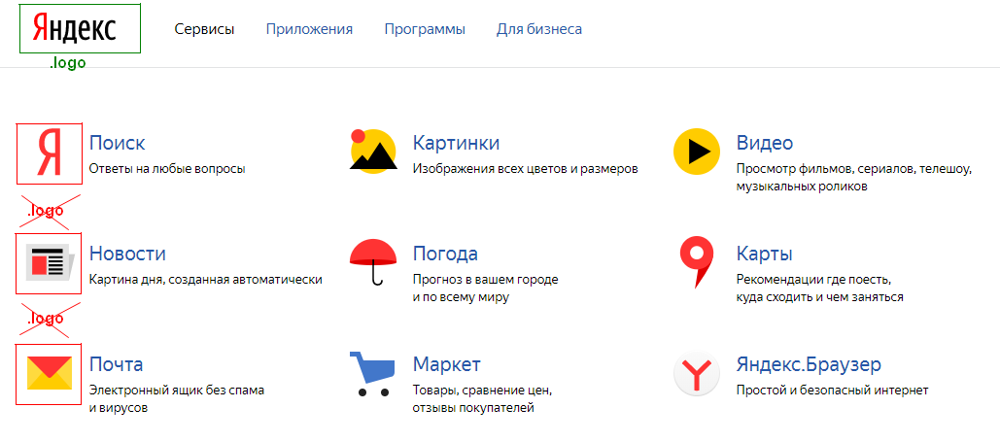 Яндекс
Сервисы Приложения Программы Для бизнеса
.logo
Я
Поиск
Ответы на любые вопросы
Картинки
Изображения всех цветов и размеров
Видео
Просмотр фильмов, сериалов, телешоу,
музыкальных роликов
.logo
Новости
Картина дня, созданная автоматически
Погода
Прогноз в вашем городе
и по всему миру
Карты
Рекомендации где поесть,
куда сходить и чем заняться
.logo
Почта
Электронный ящик без спама
и вирусов
Маркет
Товары, сравнение цен,
отзывы покупателей
Y
Яндекс.Браузер
Простой и безопасный интернет